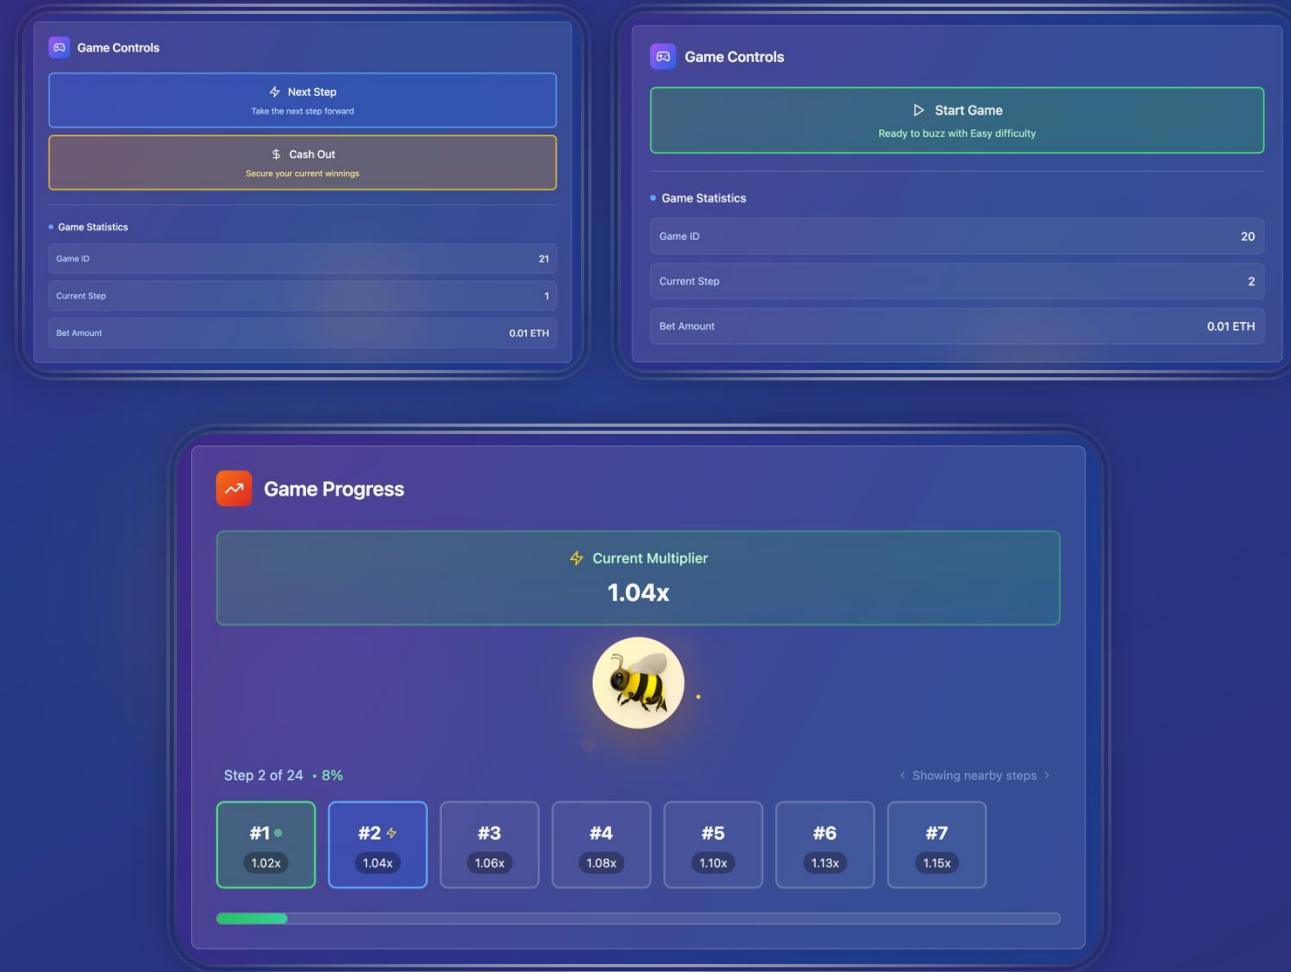 Game Controls
Next Step
Take the next step forward
Cash Out
Secure your current winnings
Game Statistics
Game ID 21
Current Step 1
Bet Amount 0.01 ETH
Game Controls
Start Game
Ready to buzz with Easy difficulty
Game Statistics
Game ID 20
Current Step 2
Bet Amount 0.01 ETH
Game Progress
Current Multiplier
1.04x
Step 2 of 24 • 8% < Showing nearby steps >
#1 #2 #3 #4 #5 #6 #7
1.02x 1.04x 1.06x 1.08x 1.10x 1.13x 1.15x